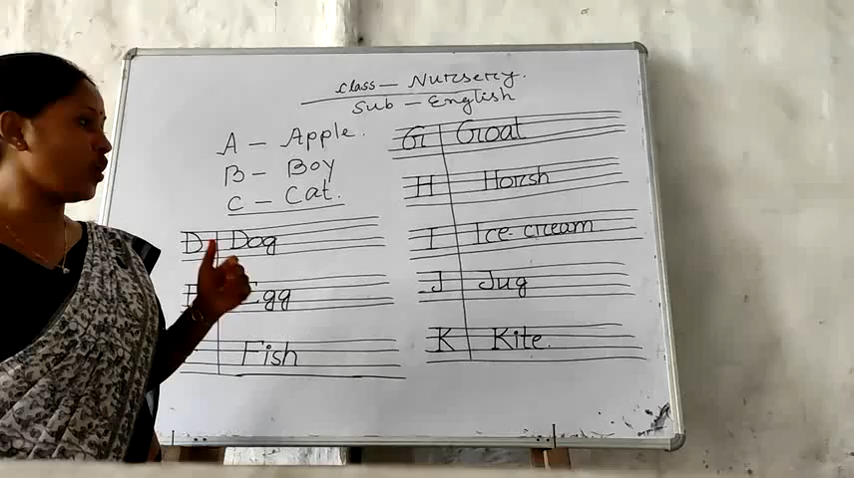 Class - Nursery.
Sub - English
A - Apple.
B - Boy
C - Cat.
D Dog
Egg
Fish
G Goat
H Horsh
I Ice-cream
J Jug
K Kite.